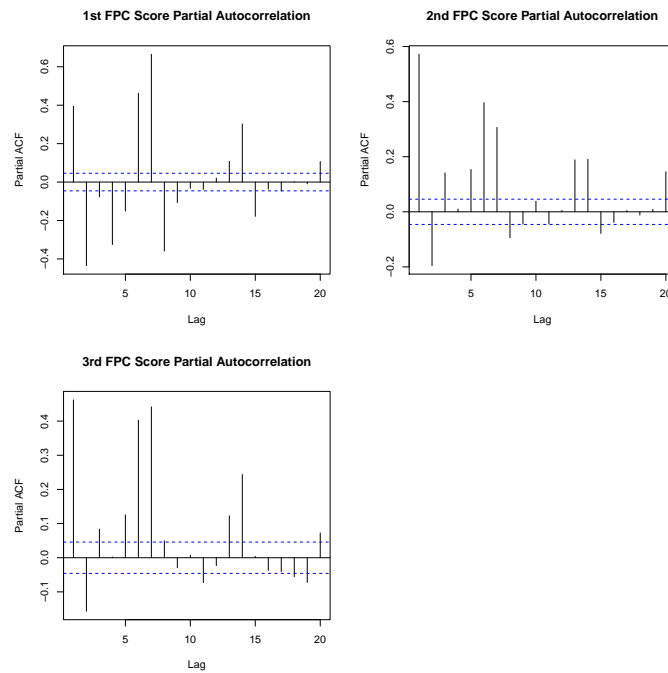 1st FPC Score Partial Autocorrelation
Partial ACF
0.6
0.4
0.2
0.0
−0.2
−0.4
5 10 15 20
Lag
2nd FPC Score Partial Autocorrelation
Partial ACF
0.6
0.4
0.2
0.0
−0.2
5 10 15 20
Lag
3rd FPC Score Partial Autocorrelation
Partial ACF
0.4
0.3
0.2
0.1
0.0
−0.1
5 10 15 20
Lag